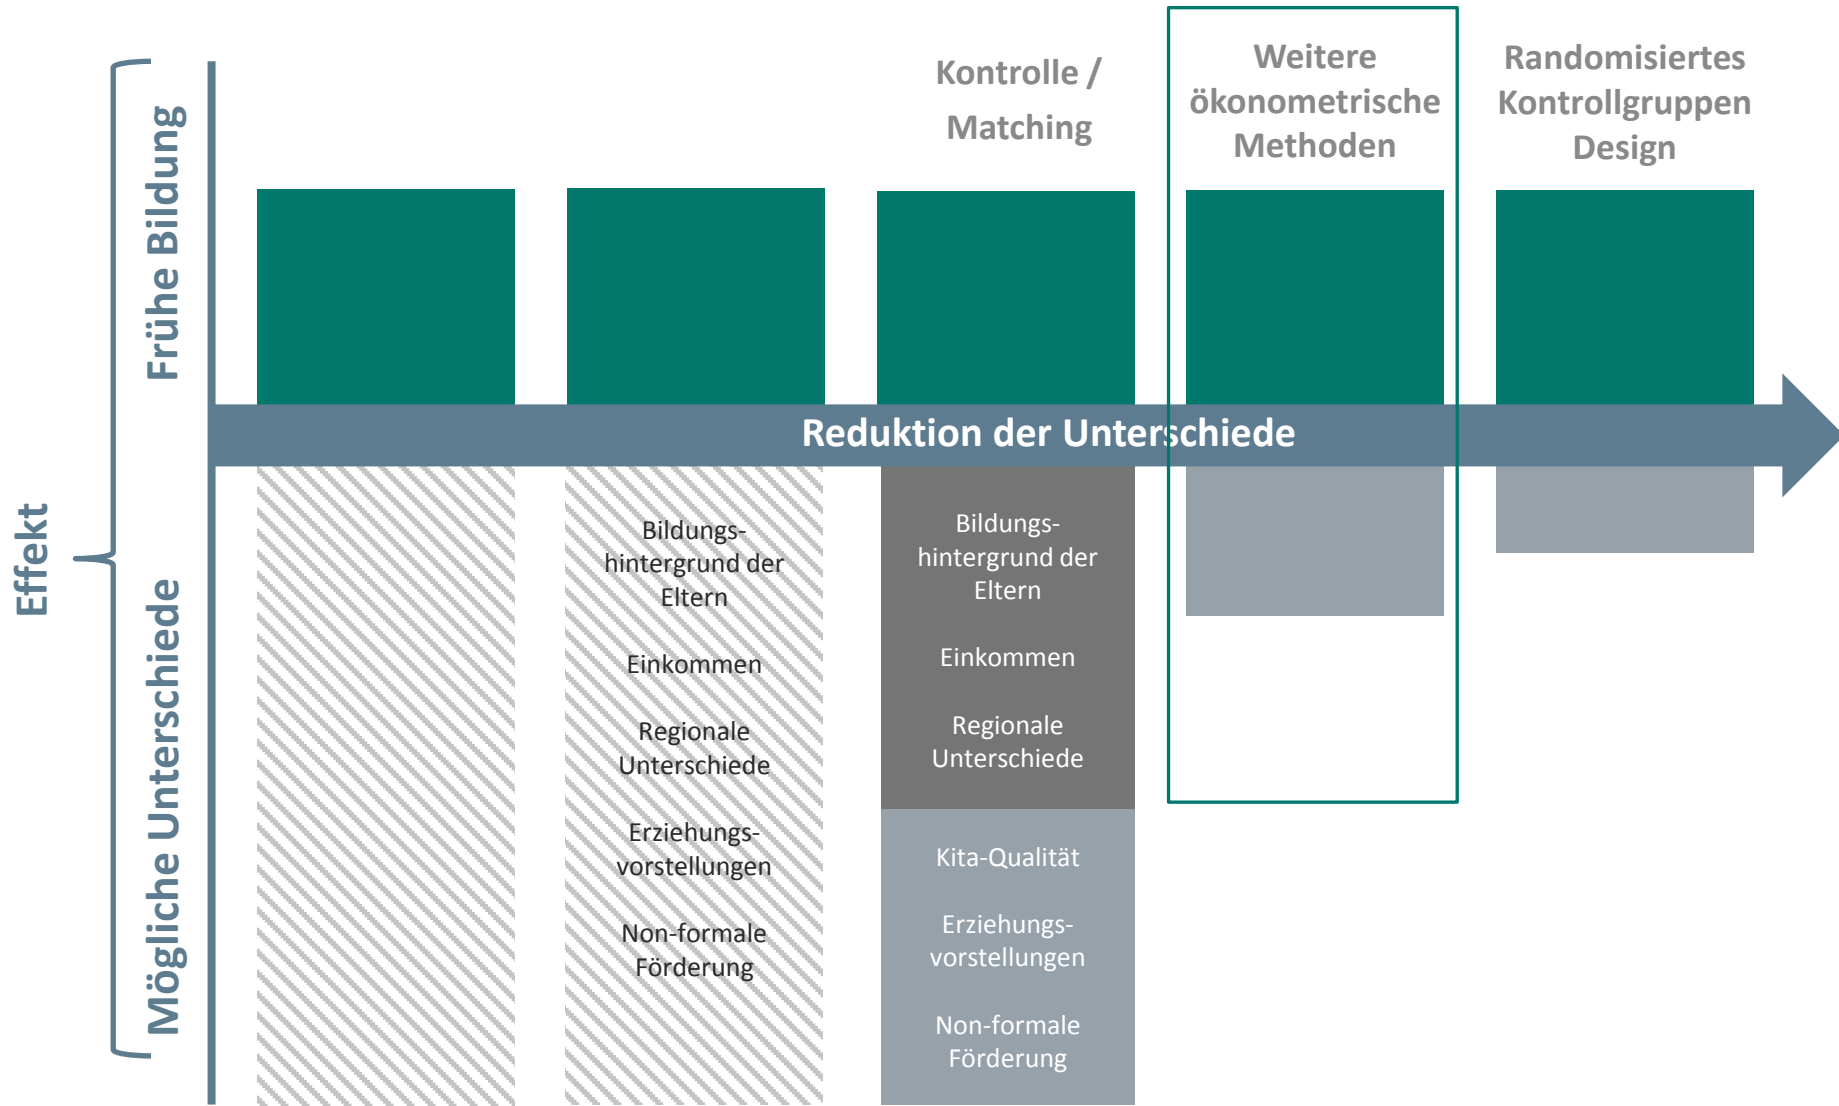 Effekt
Frühe Bildung
Mögliche Unterschiede
Kontrolle /
Matching
Weitere
ökonometrische
Methoden
Randomisiertes
Kontrollgruppen
Design
Reduktion der Unterschiede
Bildungs-
hintergrund der
Eltern
Einkommen
Regionale
Unterschiede
Erziehungs-
vorstellungen
Non-formale
Förderung
Bildungs-
hintergrund der
Eltern
Einkommen
Regionale
Unterschiede
Kita-Qualität
Erziehungs-
vorstellungen
Non-formale
Förderung